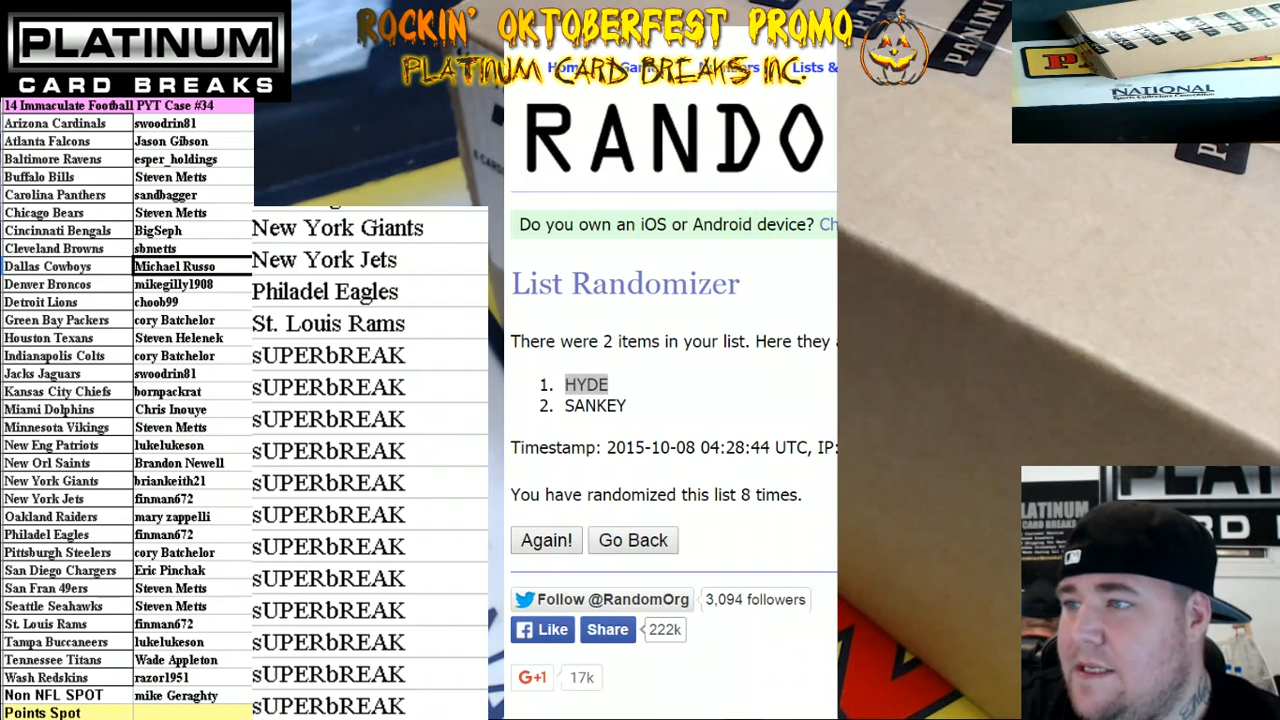 PLATINUM
CARD BREAKS
14 Immaculate Football PYT Case #34
Arizona Cardinals swoodrin81
Atlanta Falcons Jason Gibson
Baltimore Ravens esper_holdings
Buffalo Bills Steven Metts
Carolina Panthers sandbagger
Chicago Bears Steven Metts
Cincinnati Bengals BigSeph
Cleveland Browns sbmetts
Dallas Cowboys Michael Russo
Denver Broncos mikegilly1908
Detroit Lions choob99
Green Bay Packers cory Batchelor
Houston Texans Steven Helenek
Indianapolis Colts cory Batchelor
Jacks Jaguars swoodrin81
Kansas City Chiefs bornpackrat
Miami Dolphins Chris Inouye
Minnesota Vikings Steven Metts
New Eng Patriots lukelukeson
New Orl Saints Brandon Newell
New York Giants briankeith21
New York Jets finman672
Oakland Raiders mary zappelli
Philadel Eagles finman672
Pittsburgh Steelers cory Batchelor
San Diego Chargers Eric Pinchak
San Fran 49ers Steven Metts
Seattle Seahawks Steven Metts
St. Louis Rams finman672
Tampa Buccaneers lukelukeson
Tennessee Titans Wade Appleton
Wash Redskins razor1951
Non NFL SPOT mike Geraghty
Points Spot
New York Giants
New York Jets
Philadel Eagles
St. Louis Rams
sUPERbREAK
sUPERbREAK
sUPERbREAK
sUPERbREAK
sUPERbREAK
sUPERbREAK
sUPERbREAK
sUPERbREAK
sUPERbREAK
sUPERbREAK
sUPERbREAK
sUPERbREAK
ROCKIN' OKTOBERFEST PROMO
PLATINUM CARD BREAKS INC.
Lists &
RANDO
Do you own an iOS or Android device? Ch
List Randomizer
There were 2 items in your list. Here they
1. HYDE
2. SANKEY
Timestamp: 2015-10-08 04:28:44 UTC, IP:
You have randomized this list 8 times.
Again! Go Back
Follow @RandomOrg 3,094 followers
Like Share 222k
G+1 17k
PANINI
NATIONAL
PLATINUM
CARD BREAKS